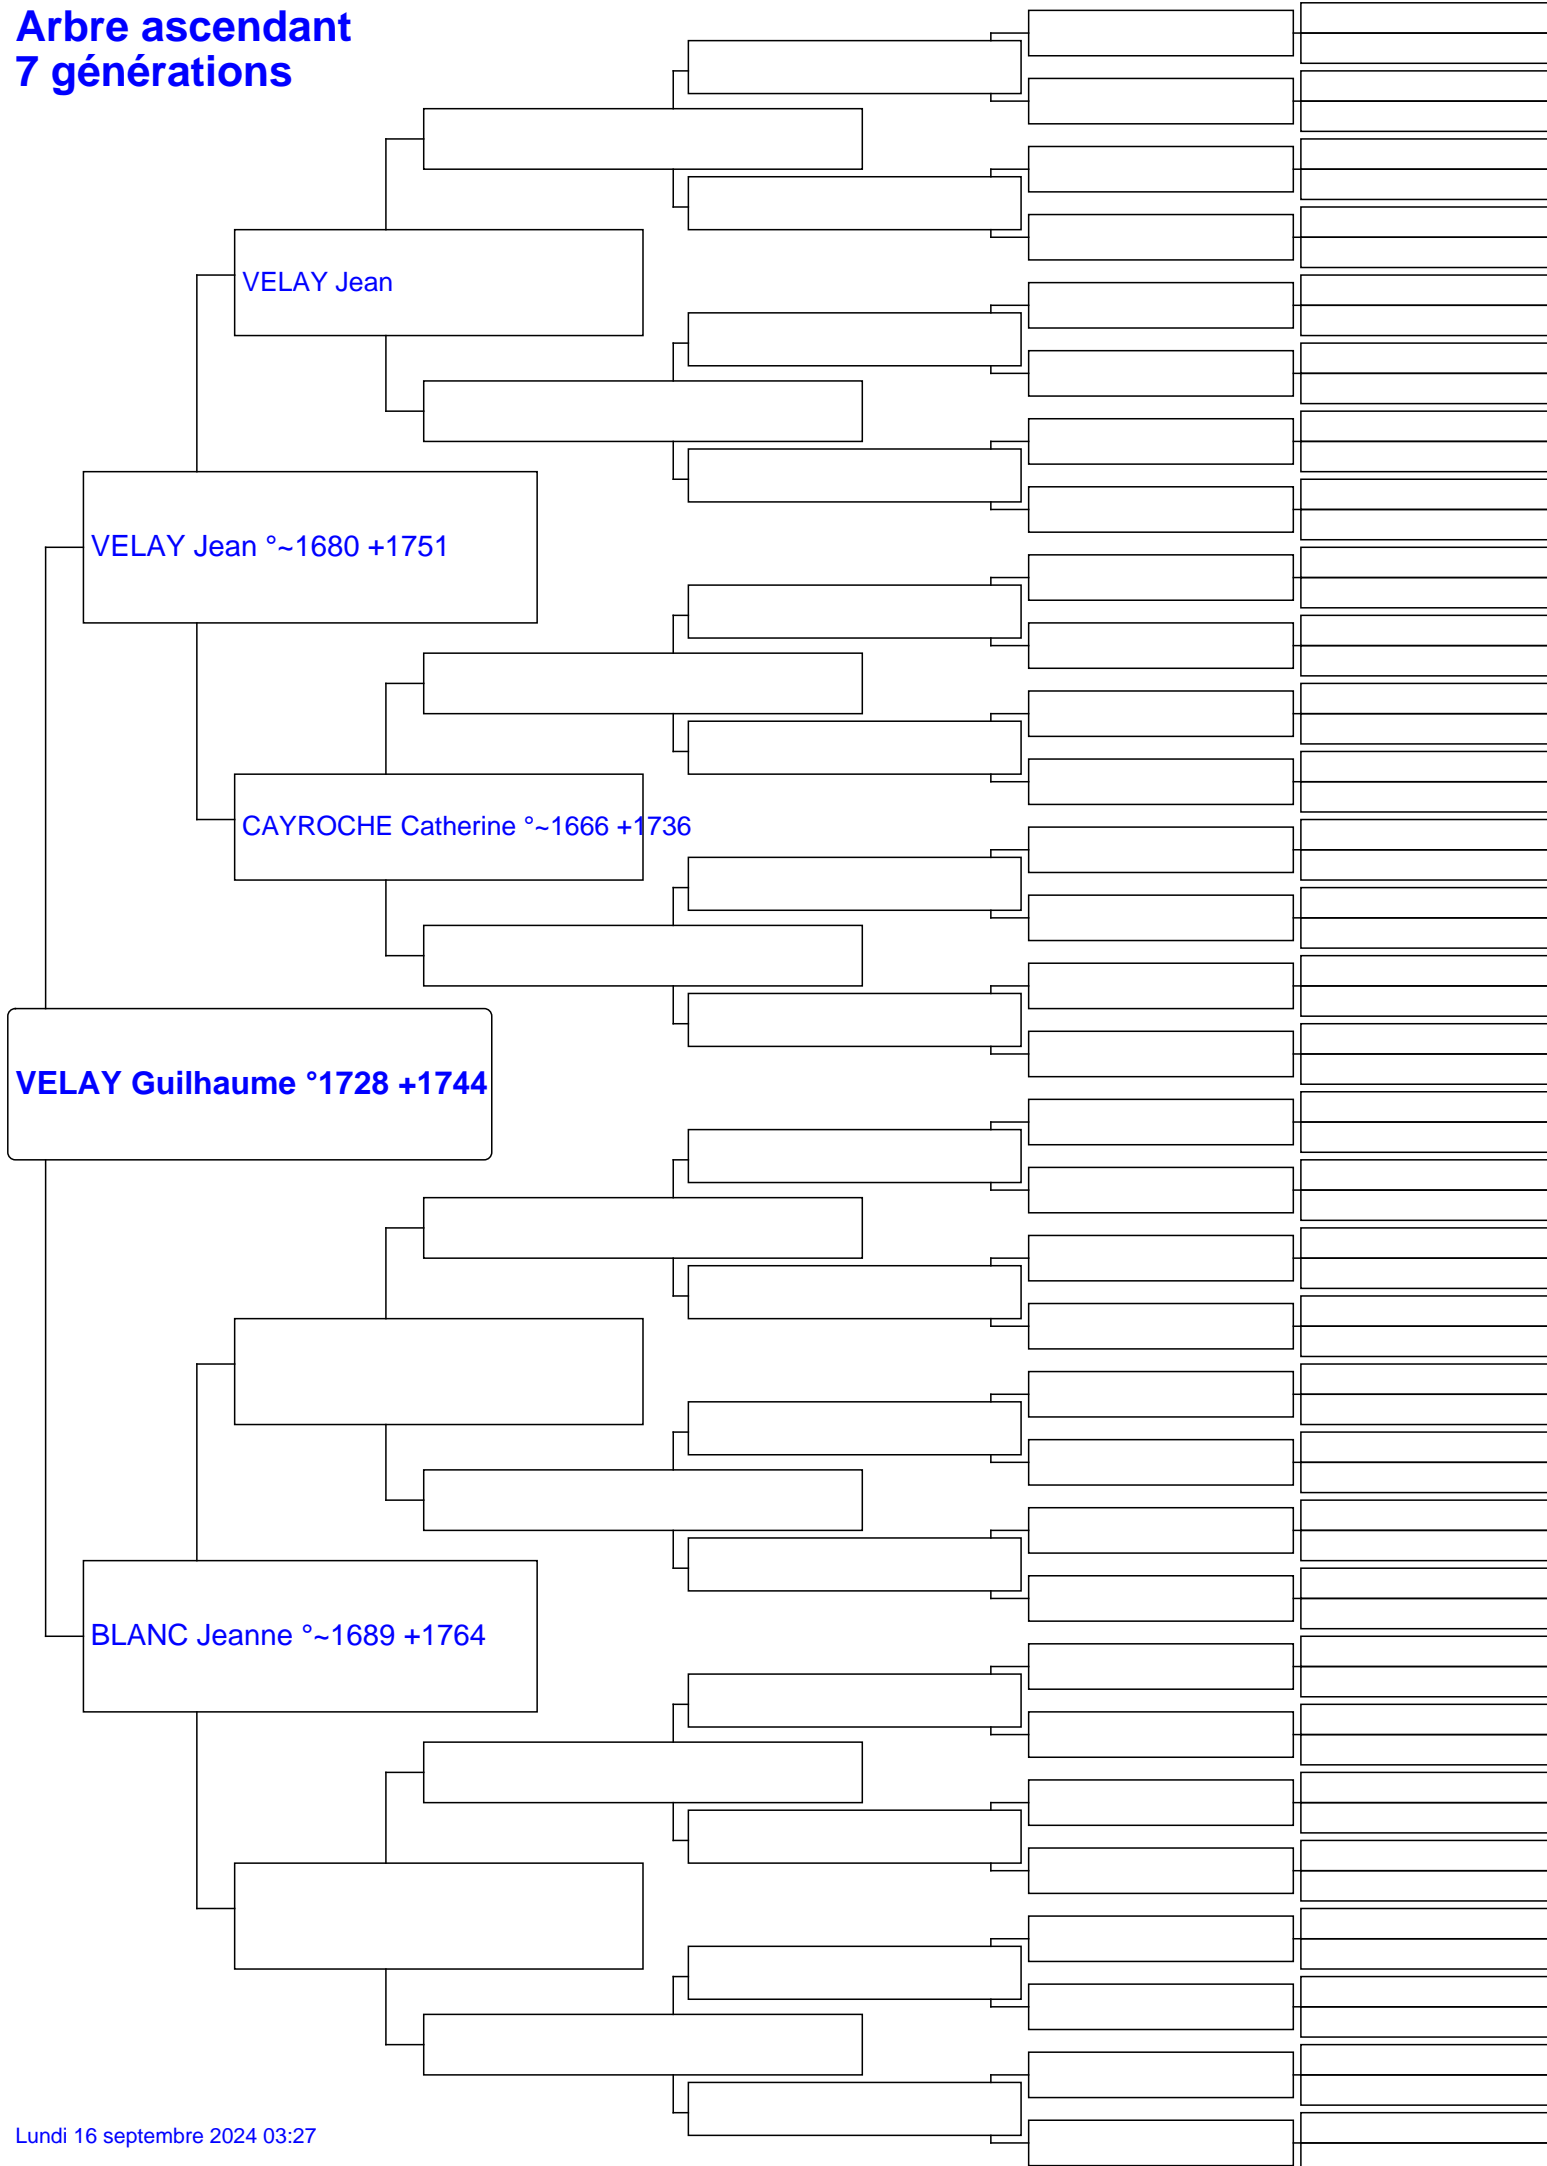 Arbre ascendant
7 générations
VELAY Jean
VELAY Jean °~1680 +1751
CAYROCHE Catherine °~1666 +1736
VELAY Guilhaume °1728 +1744
BLANC Jeanne °~1689 +1764
Lundi 16 septembre 2024 03:27